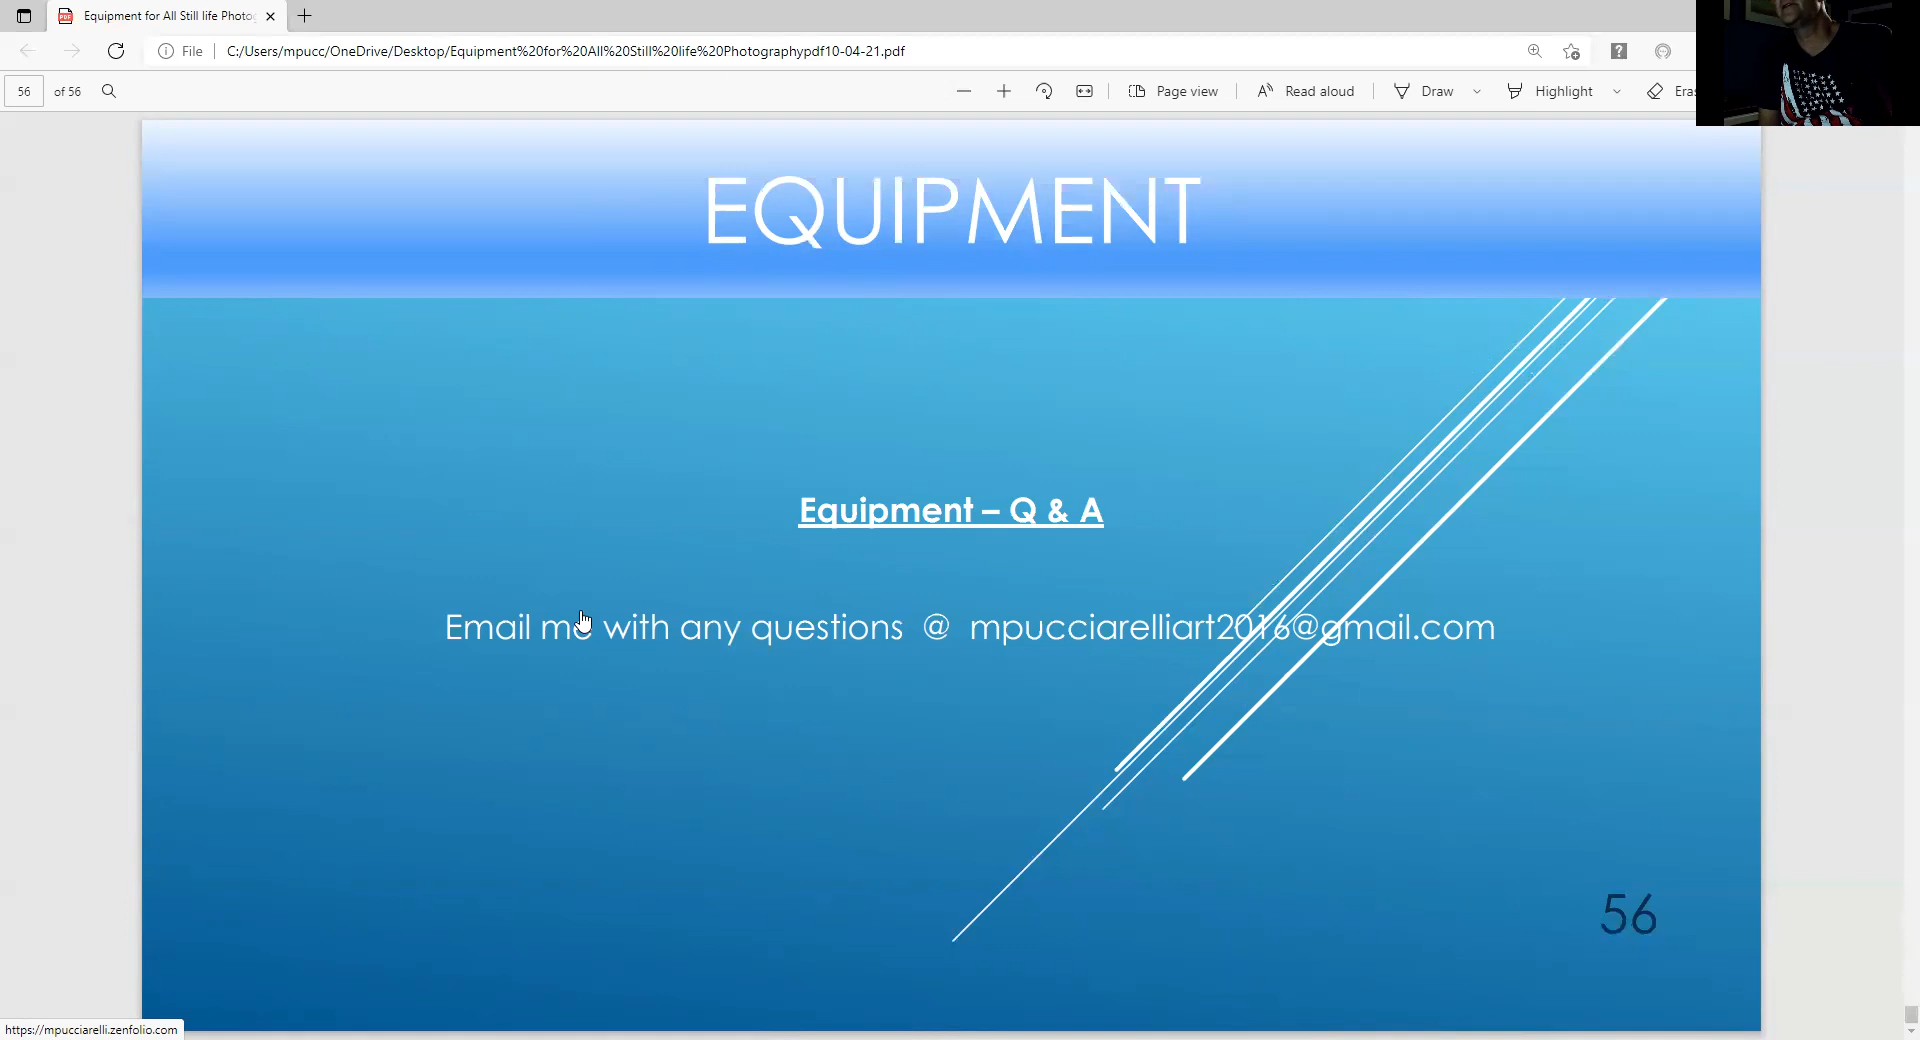 Equipment for All Still life Photog
File
C:/Users/mpucc/OneDrive/Desktop/Equipment%20for%20All%20Still%20life%20Photographypdf10-04-21.pdf
56 of 56
Page view
Read aloud
Draw
Highlight
Eras
EQUIPMENT
Equipment – Q & A
Email me with any questions @ mpucciarelliart2016@gmail.com
56
https://mpucciarelli.zenfolio.com